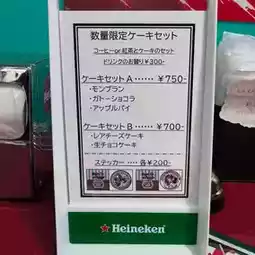 数量限定ケーキセット
コーヒーor紅茶とケーキのセット
ドリンクのお替り¥300-
ケーキセットA…… ¥750-
・モンブラン
・ガトーショコラ
・アップルパイ
ケーキセットB…… ¥700-
・レアチーズケーキ
・生チョコケーキ
ステッカー……各¥200-
★Heineken